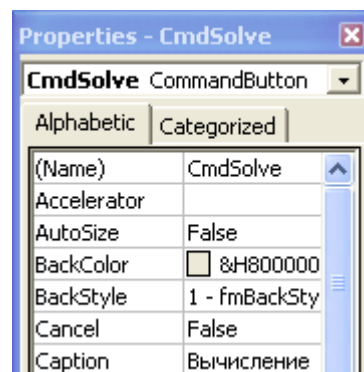 Properties - CmdSolve
CmdSolve CommandButton
Alphabetic Categorized
(Name) CmdSolve
Accelerator
AutoSize False
BackColor &H800000
BackStyle 1 - fmBackSty
Cancel False
Caption Вычисление